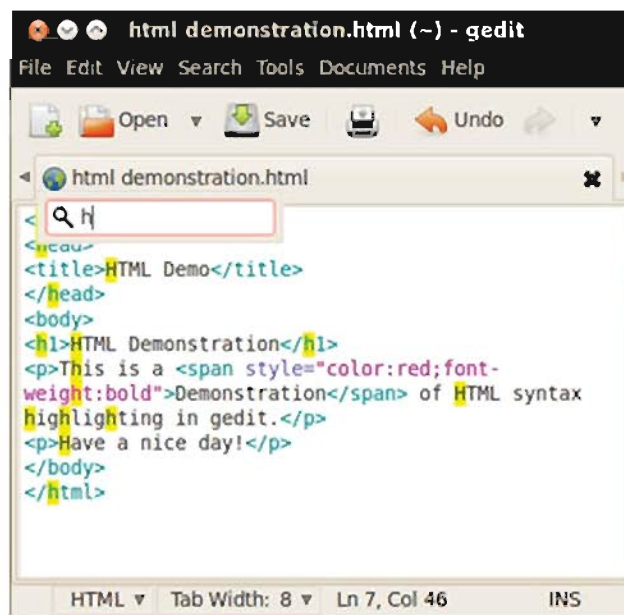 html demonstration.html (~) - gedit
File Edit View Search Tools Documents Help
Open Save Undo
html demonstration.html
h
<
<head>
<title>HTML Demo</title>
</head>
<body>
<h1>HTML Demonstration</h1>
<p>This is a <span style="color:red;font-
weight:bold">Demonstration</span> of HTML syntax
highlighting in gedit.</p>
<p>Have a nice day!</p>
</body>
</html>
HTML Tab Width: 8 Ln 7, Col 46 INS